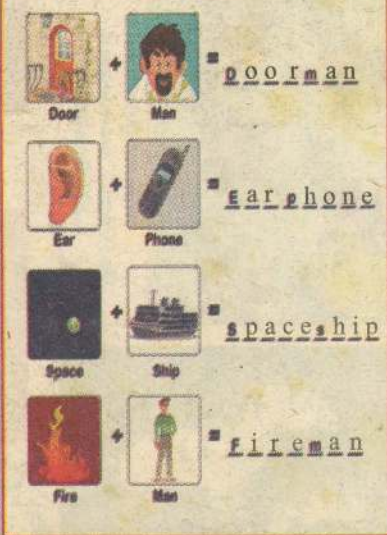 + = Doorman
Door Man
+ = Earphone
Ear Phone
+ = Spaceship
Space Ship
+ = Fireman
Fire Man